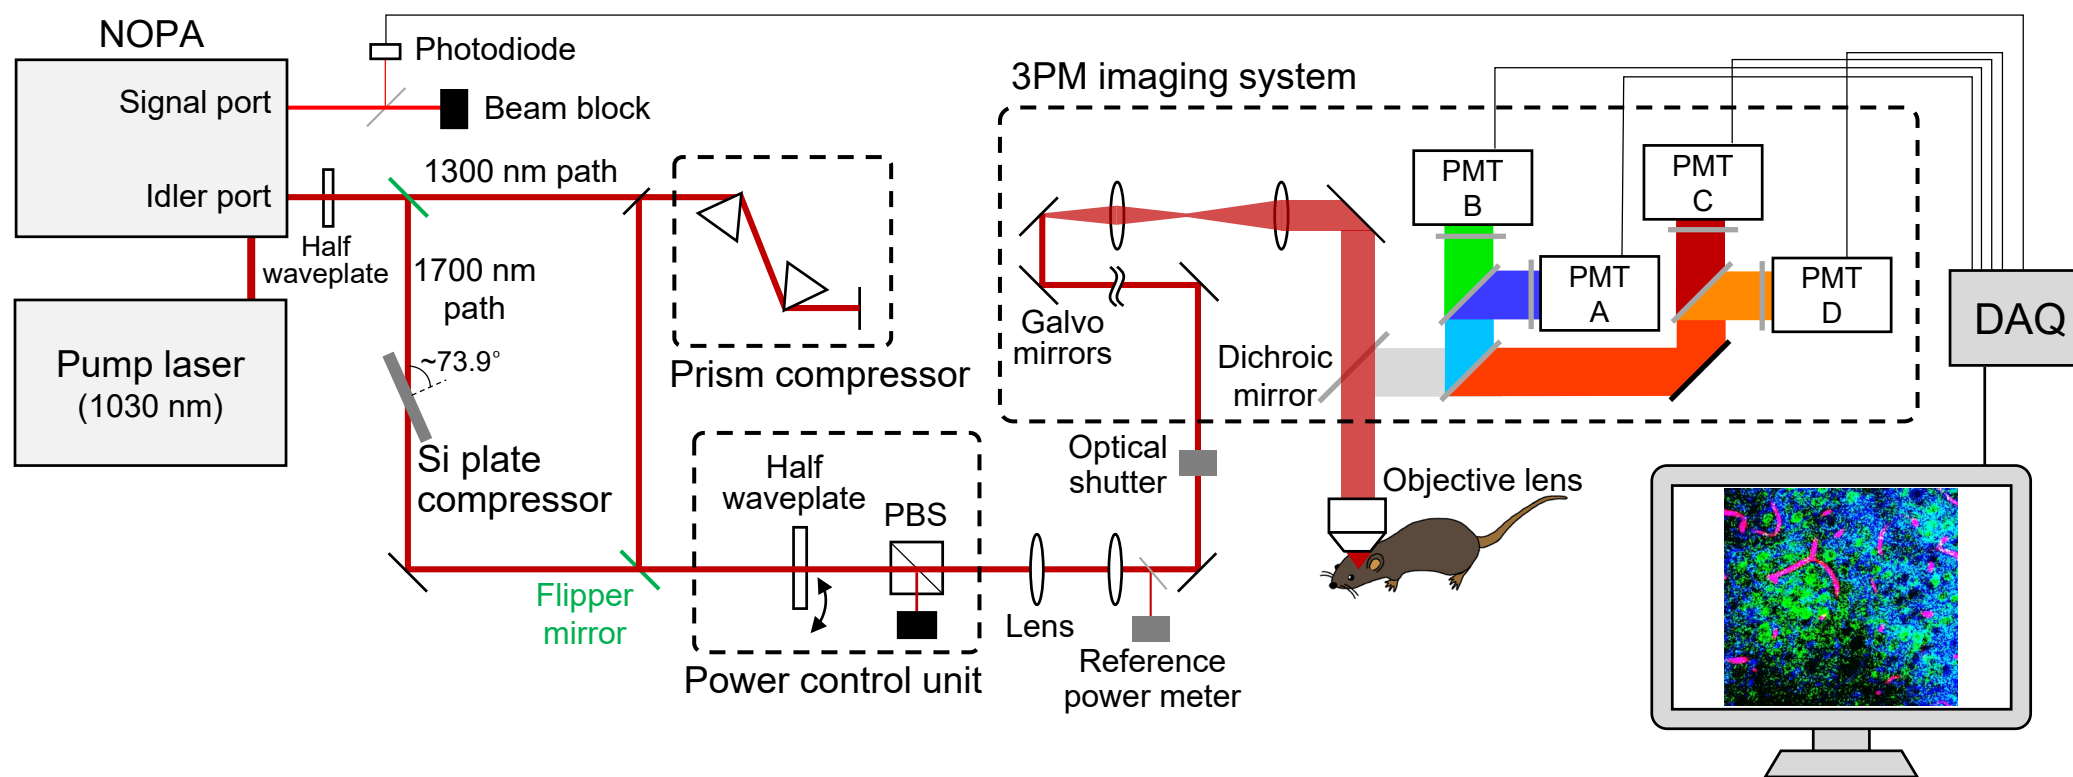 NOPA
Signal port
Idler port
Photodiode
Beam block
1300 nm path
Half
waveplate
1700 nm
path
Pump laser
(1030 nm)
~73.9°
Si plate
compressor
Prism compressor
Flipper
mirror
Half
waveplate
PBS
Power control unit
Lens
Reference
power meter
Optical
shutter
3PM imaging system
Galvo
mirrors
Dichroic
mirror
PMT
B
PMT
A
PMT
C
PMT
D
Objective lens
DAQ